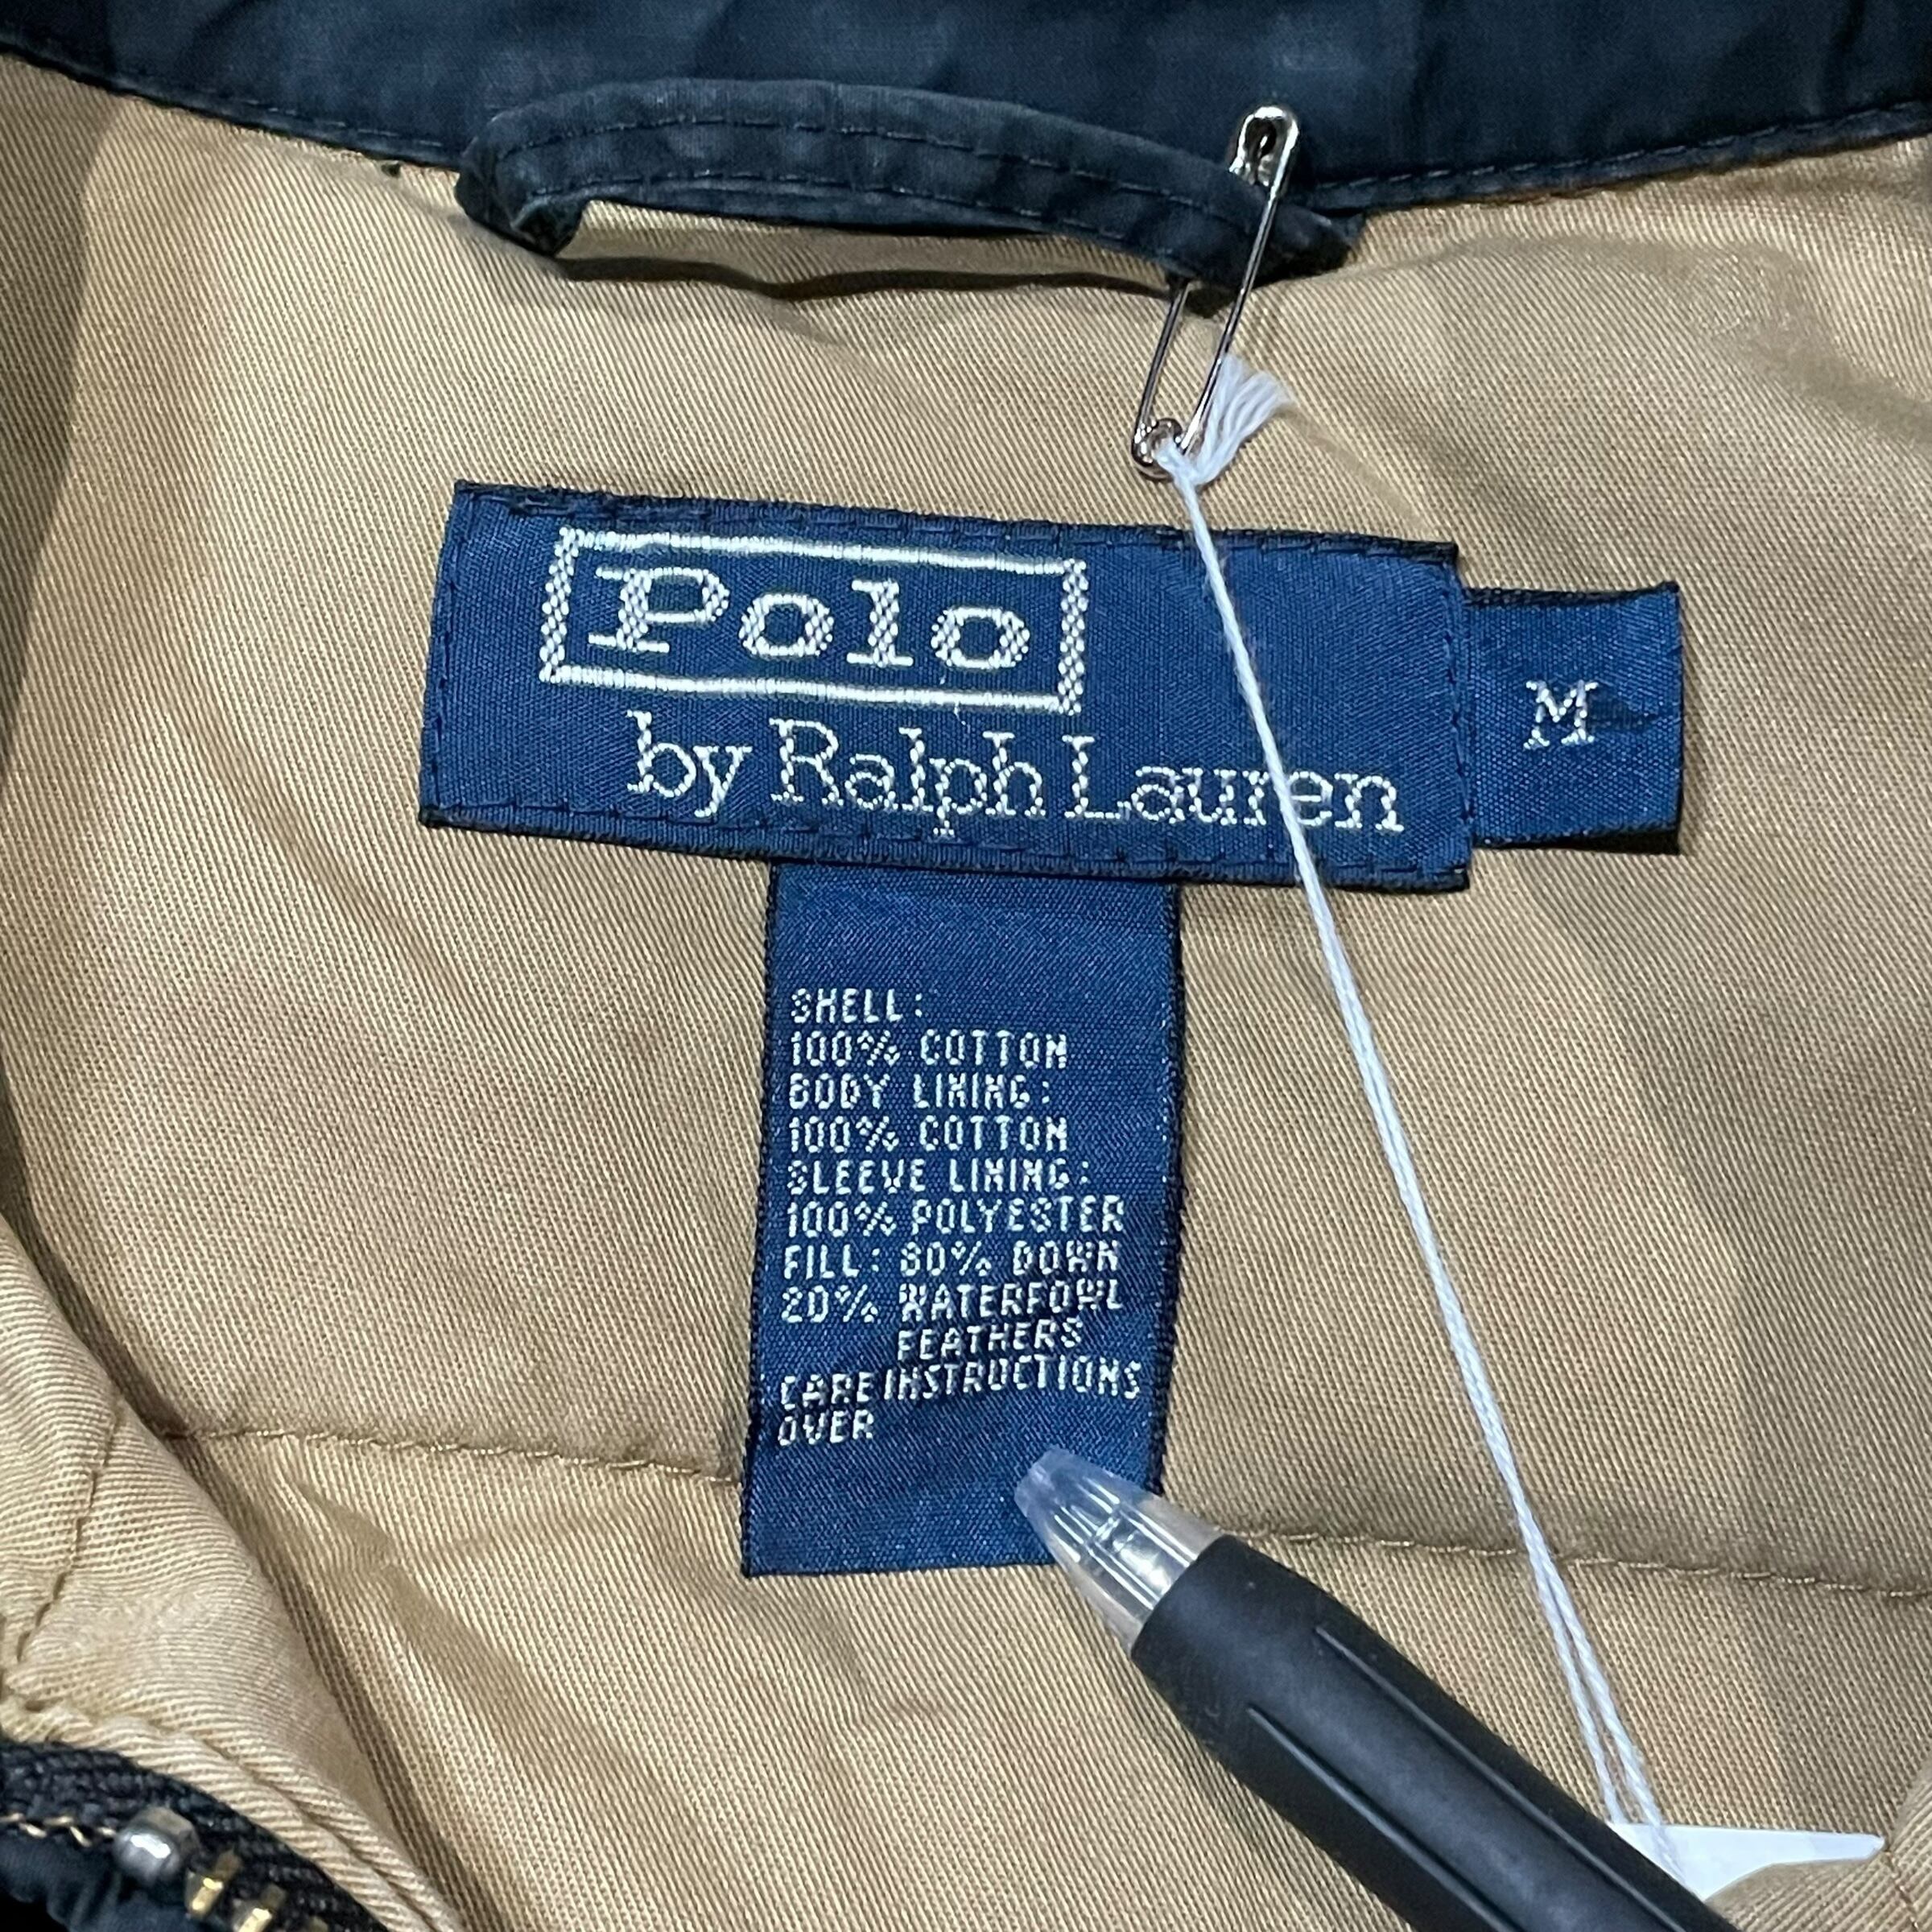 Polo
by Ralph Lauren
M
SHELL:
100% COTTON
BODY LINING:
100% COTTON
SLEEVE LINING:
100% POLYESTER
FILL: 80% DOWN
20% WATERFOWL
FEATHERS
CARE INSTRUCTIONS
OVER